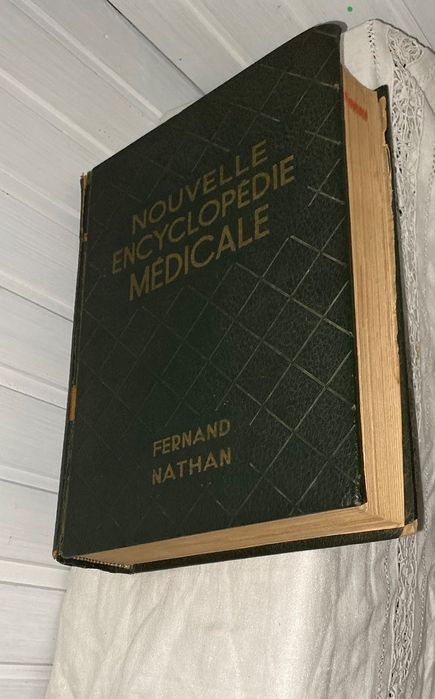 NOUVELLE
ENCYCLOPÉDIE
MÉDICALE
FERNAND
NATHAN